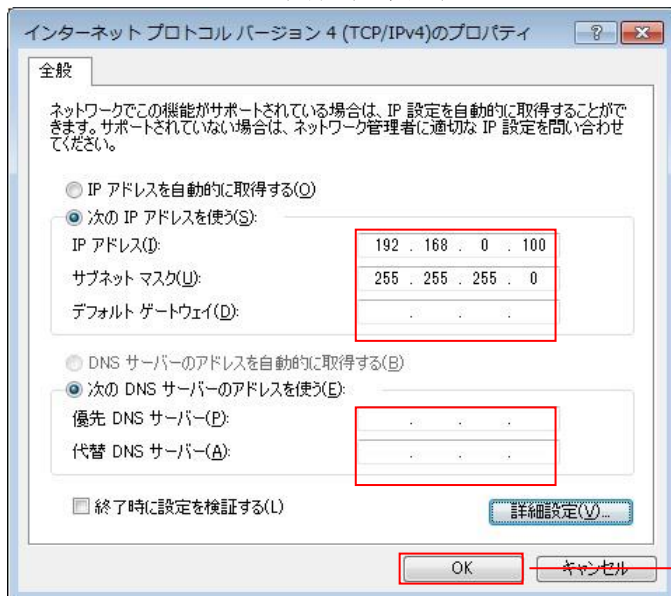 インターネット プロトコル バージョン 4 (TCP/IPv4)のプロパティ
全般
ネットワークでこの機能がサポートされている場合は、IP 設定を自動的に取得することがで
きます。サポートされていない場合は、ネットワーク管理者に適切な IP 設定を問い合わせ
てください。
IP アドレスを自動的に取得する(O)
次の IP アドレスを使う(S):
IP アドレス(I): 192 . 168 . 0 . 100
サブネット マスク(U): 255 . 255 . 255 . 0
デフォルト ゲートウェイ(D): . . .
DNS サーバーのアドレスを自動的に取得する(B)
次の DNS サーバーのアドレスを使う(E):
優先 DNS サーバー(P): . . .
代替 DNS サーバー(A): . . .
終了時に設定を検証する(L)
詳細設定(V)...
OK
キャンセル